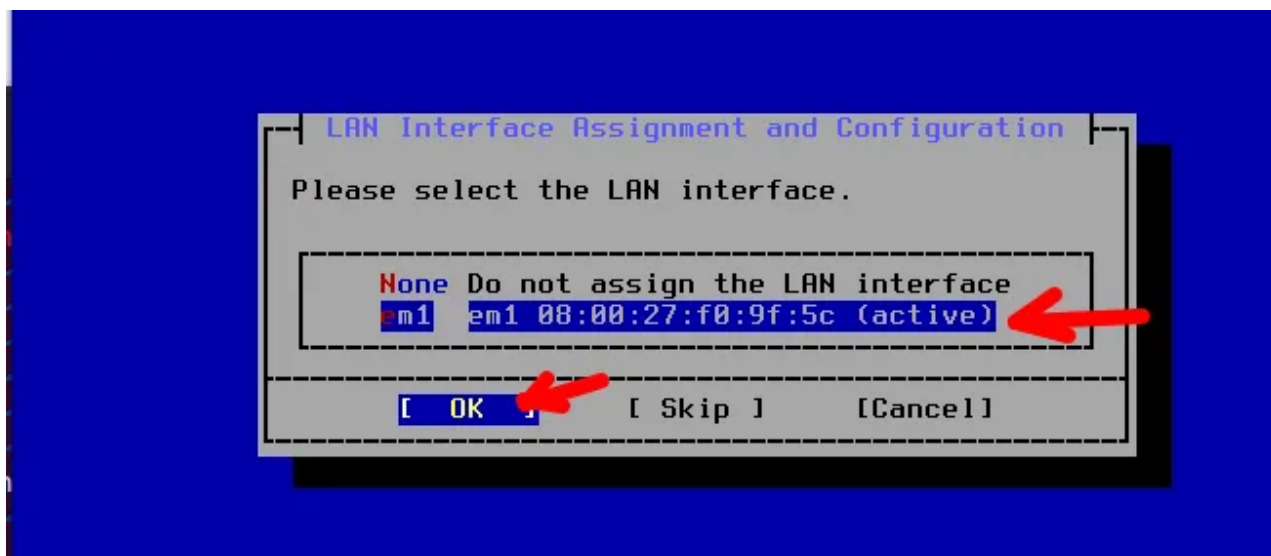 LAN Interface Assignment and Configuration
Please select the LAN interface.
None Do not assign the LAN interface
em1 em1 08:00:27:f0:9f:5c (active)
[ OK ] [ Skip ] [Cancel]